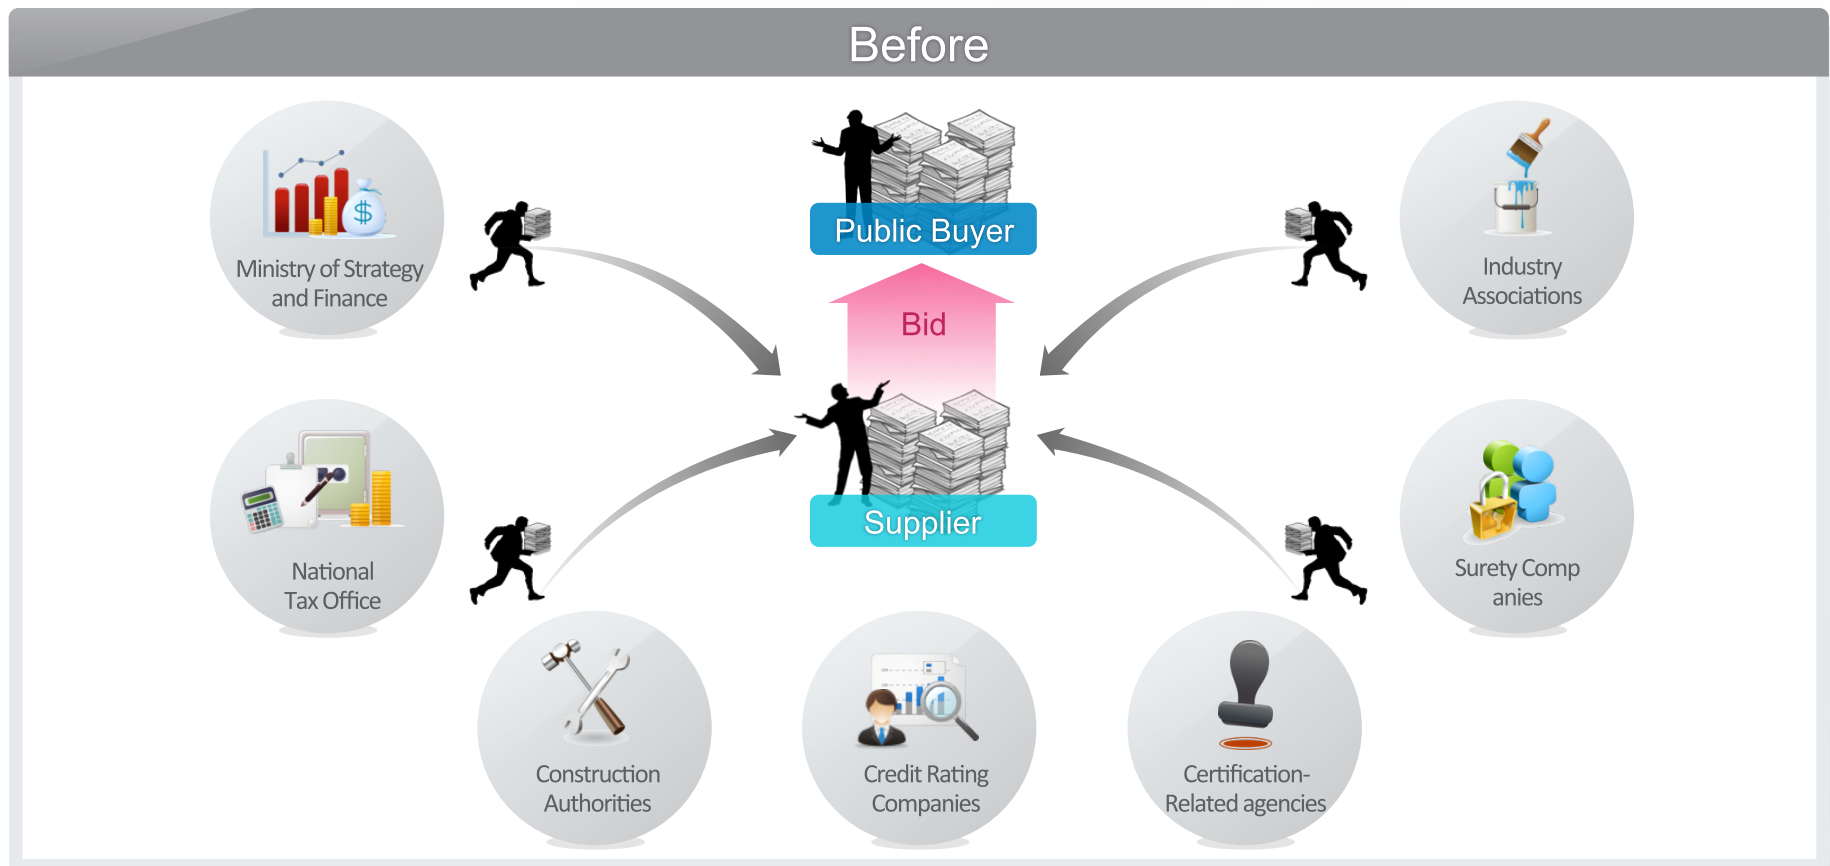 Before
Public Buyer
Ministry of Strategy
and Finance
Industry
Associations
Bid
Supplier
National
Tax Office
Surety Comp
anies
Construction
Authorities
Credit Rating
Companies
Certification-
Related agencies